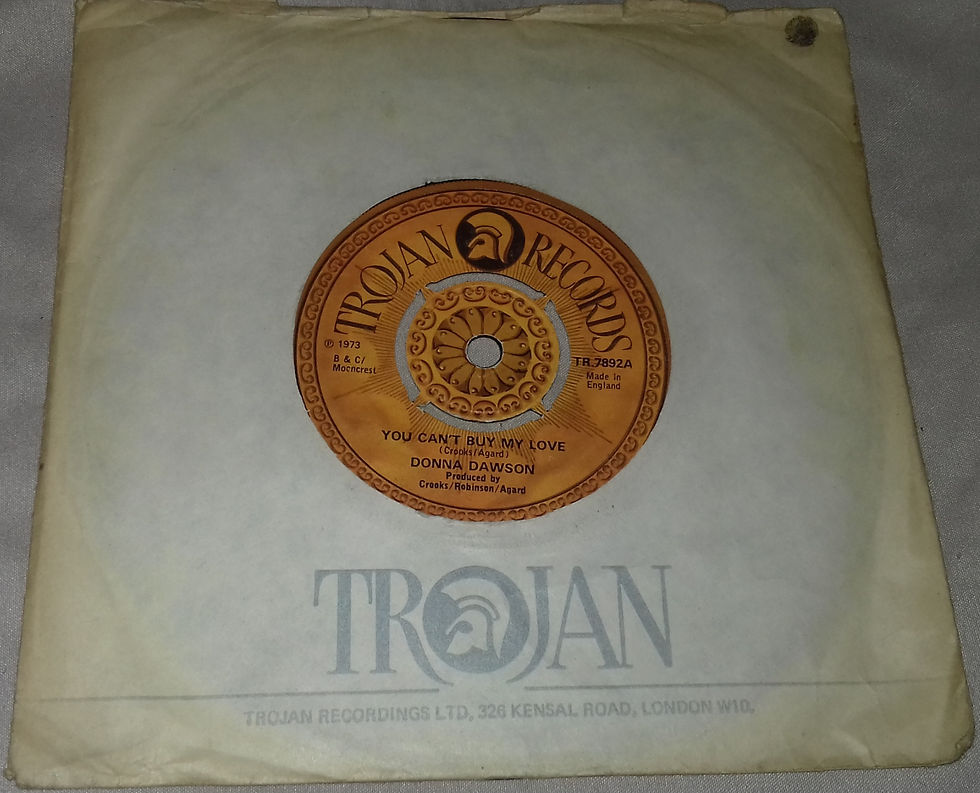 TROJAN RECORDS
℗ 1973
B & C/
Mooncrest
TR.7892A
Made in
England
YOU CAN'T BUY MY LOVE
(Crooks/Agard)
DONNA DAWSON
Produced by
Crooks/Robinson/Agard
TROJAN
TROJAN RECORDINGS LTD, 326 KENSAL ROAD, LONDON W10.